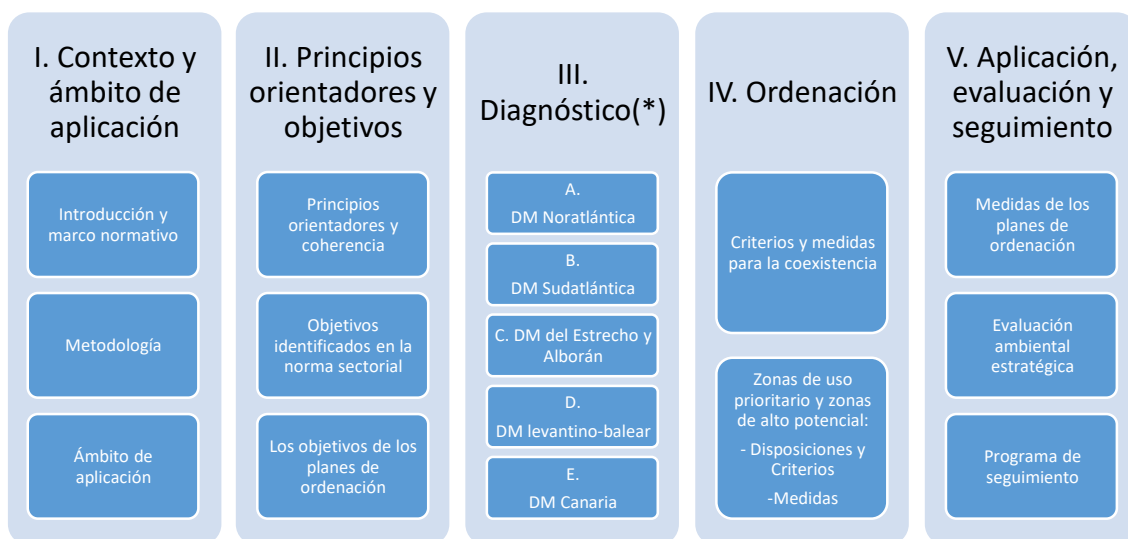 I. Contexto y
ámbito de
aplicación
Introducción y
marco normativo
Metodología
Ámbito de
aplicación
II. Principios
orientadores y
objetivos
Principios
orientadores y
coherencia
Objetivos
identificados en la
norma sectorial
Los objetivos de los
planes de
ordenación
III.
Diagnóstico(*)
A.
DM Noratlántica
B.
DM Sudatlántica
C. DM del Estrecho y
Alborán
D.
DM levantino-balear
E.
DM Canaria
IV. Ordenación
Criterios y medidas
para la coexistencia
Zonas de uso
prioritario y zonas
de alto potencial:
- Disposiciones y
Criterios
-Medidas
V. Aplicación,
evaluación y
seguimiento
Medidas de los
planes de
ordenación
Evaluación
ambiental
estratégica
Programa de
seguimiento